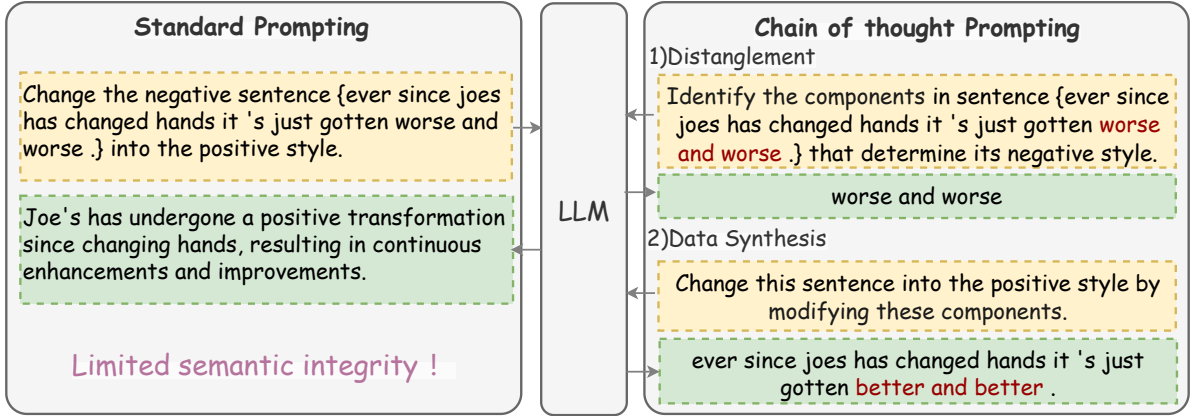 Standard Prompting
Change the negative sentence {ever since joes
has changed hands it 's just gotten worse and
worse .} into the positive style.
Joe's has undergone a positive transformation
since changing hands, resulting in continuous
enhancements and improvements.
Limited semantic integrity !
LLM
Chain of thought Prompting
1)Distanglement
Identify the components in sentence {ever since
joes has changed hands it 's just gotten worse
and worse .} that determine its negative style.
worse and worse
2)Data Synthesis
Change this sentence into the positive style by
modifying these components.
ever since joes has changed hands it 's just
gotten better and better .